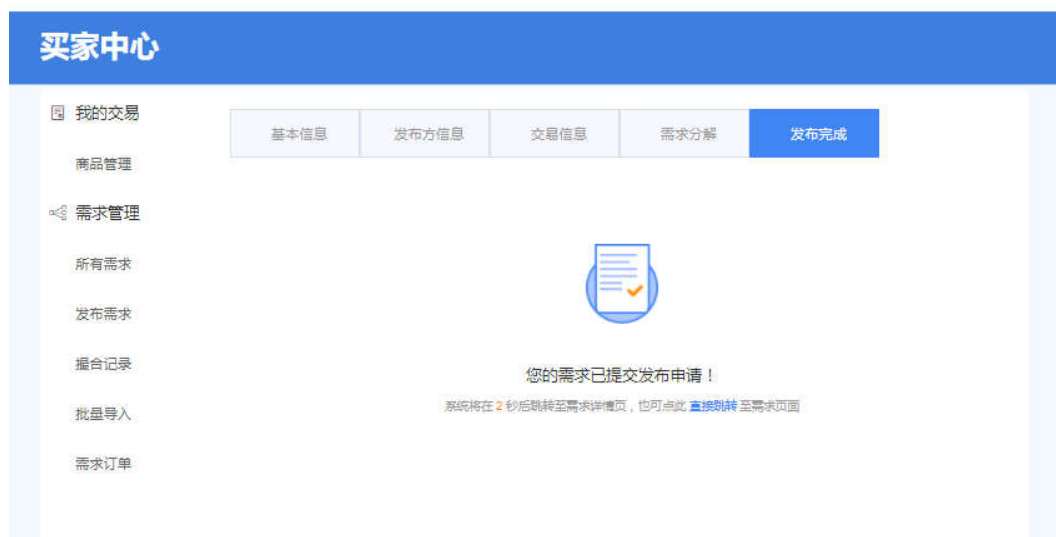 买家中心
我的交易
商品管理
需求管理
所有需求
发布需求
撮合记录
批量导入
需求订单
基本信息 发布方信息 交易信息 需求分解 发布完成
您的需求已提交发布申请！
系统将在 2 秒后跳转至需求详情页，也可点此 直接跳转 至需求页面